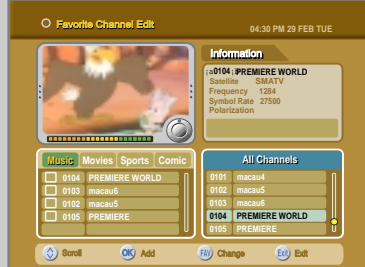 Favorite Channel Edit
04:30 PM 29 FEB TUE
Information
¡a0104¡ PREMIERE WORLD
Satellite SMATV
Frequency 1284
Symbol Rate 27500
Polarization
Music Movies Sports Comic
0104 PREMIERE WORLD
0103 macau6
0102 macau5
0105 PREMIERE
All Channels
0101 macau4
0102 macau5
0103 macau6
0104 PREMIERE WORLD
0105 PREMIERE
Scroll OK Add FAV Change Exit Exit